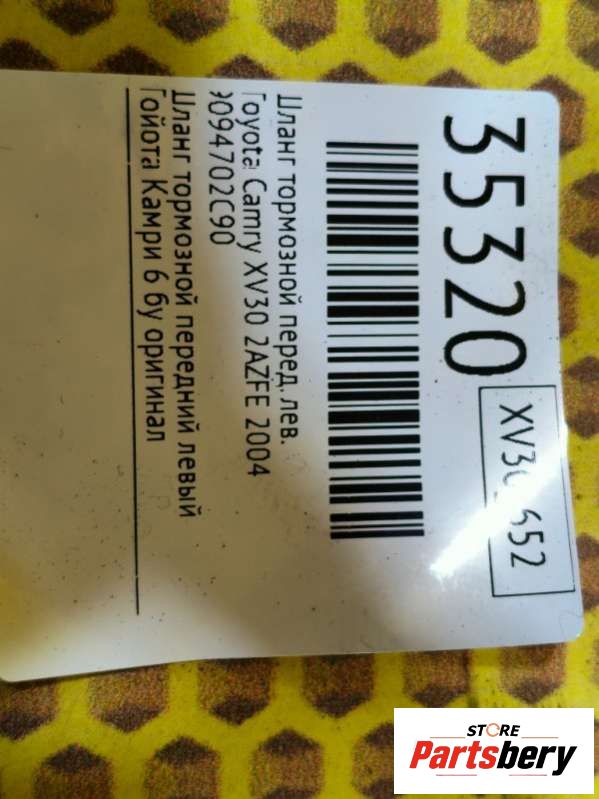 35320
XV30 652
Шланг тормозной перед. лев.
Toyota Camry XV30 2AZFE 2004
9094702C90
Шланг тормозной передний левый
Тойота Камри 6 бу оригинал
STORE
Partsbery